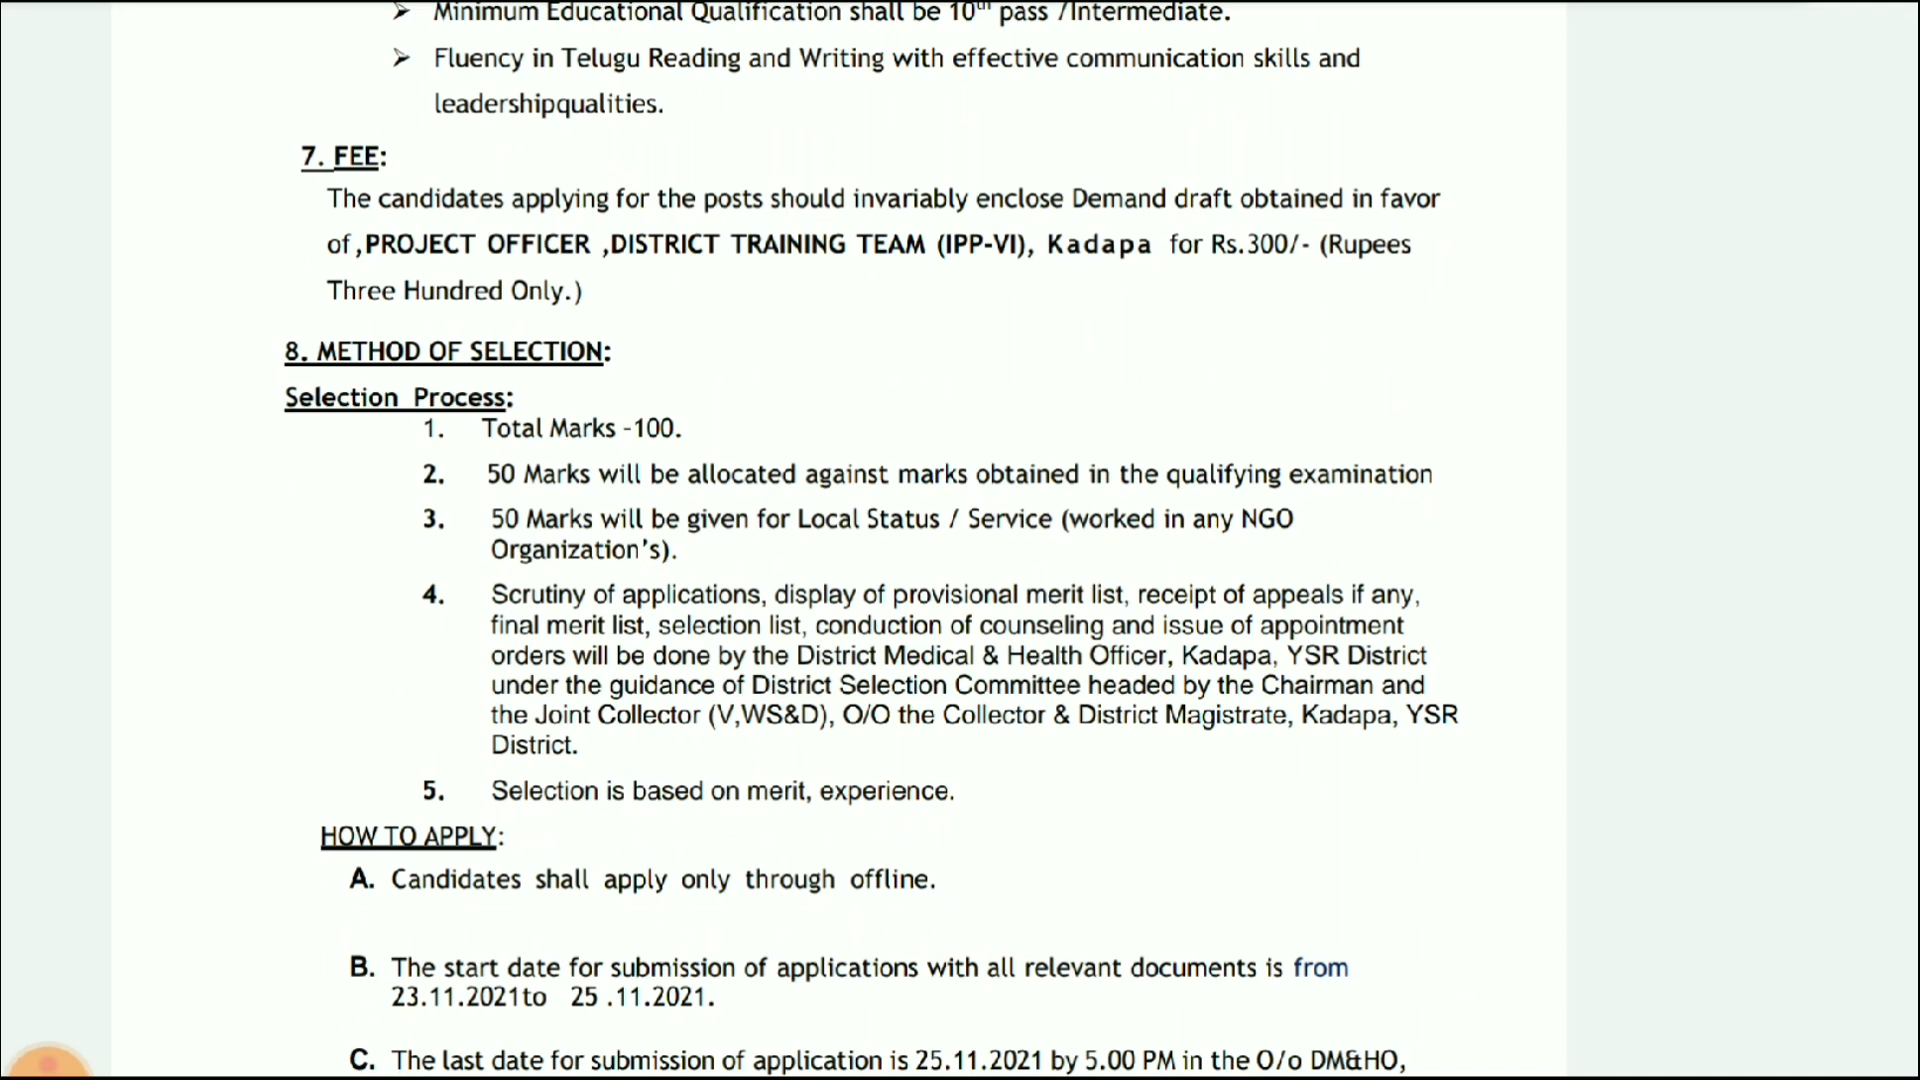 ➢ Minimum Educational Qualification shall be 10th pass /Intermediate.
➢ Fluency in Telugu Reading and Writing with effective communication skills and
leadershipqualities.
7. FEE:
The candidates applying for the posts should invariably enclose Demand draft obtained in favor
of ,PROJECT OFFICER ,DISTRICT TRAINING TEAM (IPP-VI), Kadapa for Rs.300/- (Rupees
Three Hundred Only.)
8. METHOD OF SELECTION:
Selection Process:
1. Total Marks -100.
2. 50 Marks will be allocated against marks obtained in the qualifying examination
3. 50 Marks will be given for Local Status / Service (worked in any NGO
Organization's).
4. Scrutiny of applications, display of provisional merit list, receipt of appeals if any,
final merit list, selection list, conduction of counseling and issue of appointment
orders will be done by the District Medical & Health Officer, Kadapa, YSR District
under the guidance of District Selection Committee headed by the Chairman and
the Joint Collector (V,WS&D), O/O the Collector & District Magistrate, Kadapa, YSR
District.
5. Selection is based on merit, experience.
HOW TO APPLY:
A. Candidates shall apply only through offline.
B. The start date for submission of applications with all relevant documents is from
23.11.2021to 25 .11.2021.
C. The last date for submission of application is 25.11.2021 by 5.00 PM in the O/o DM&HO,